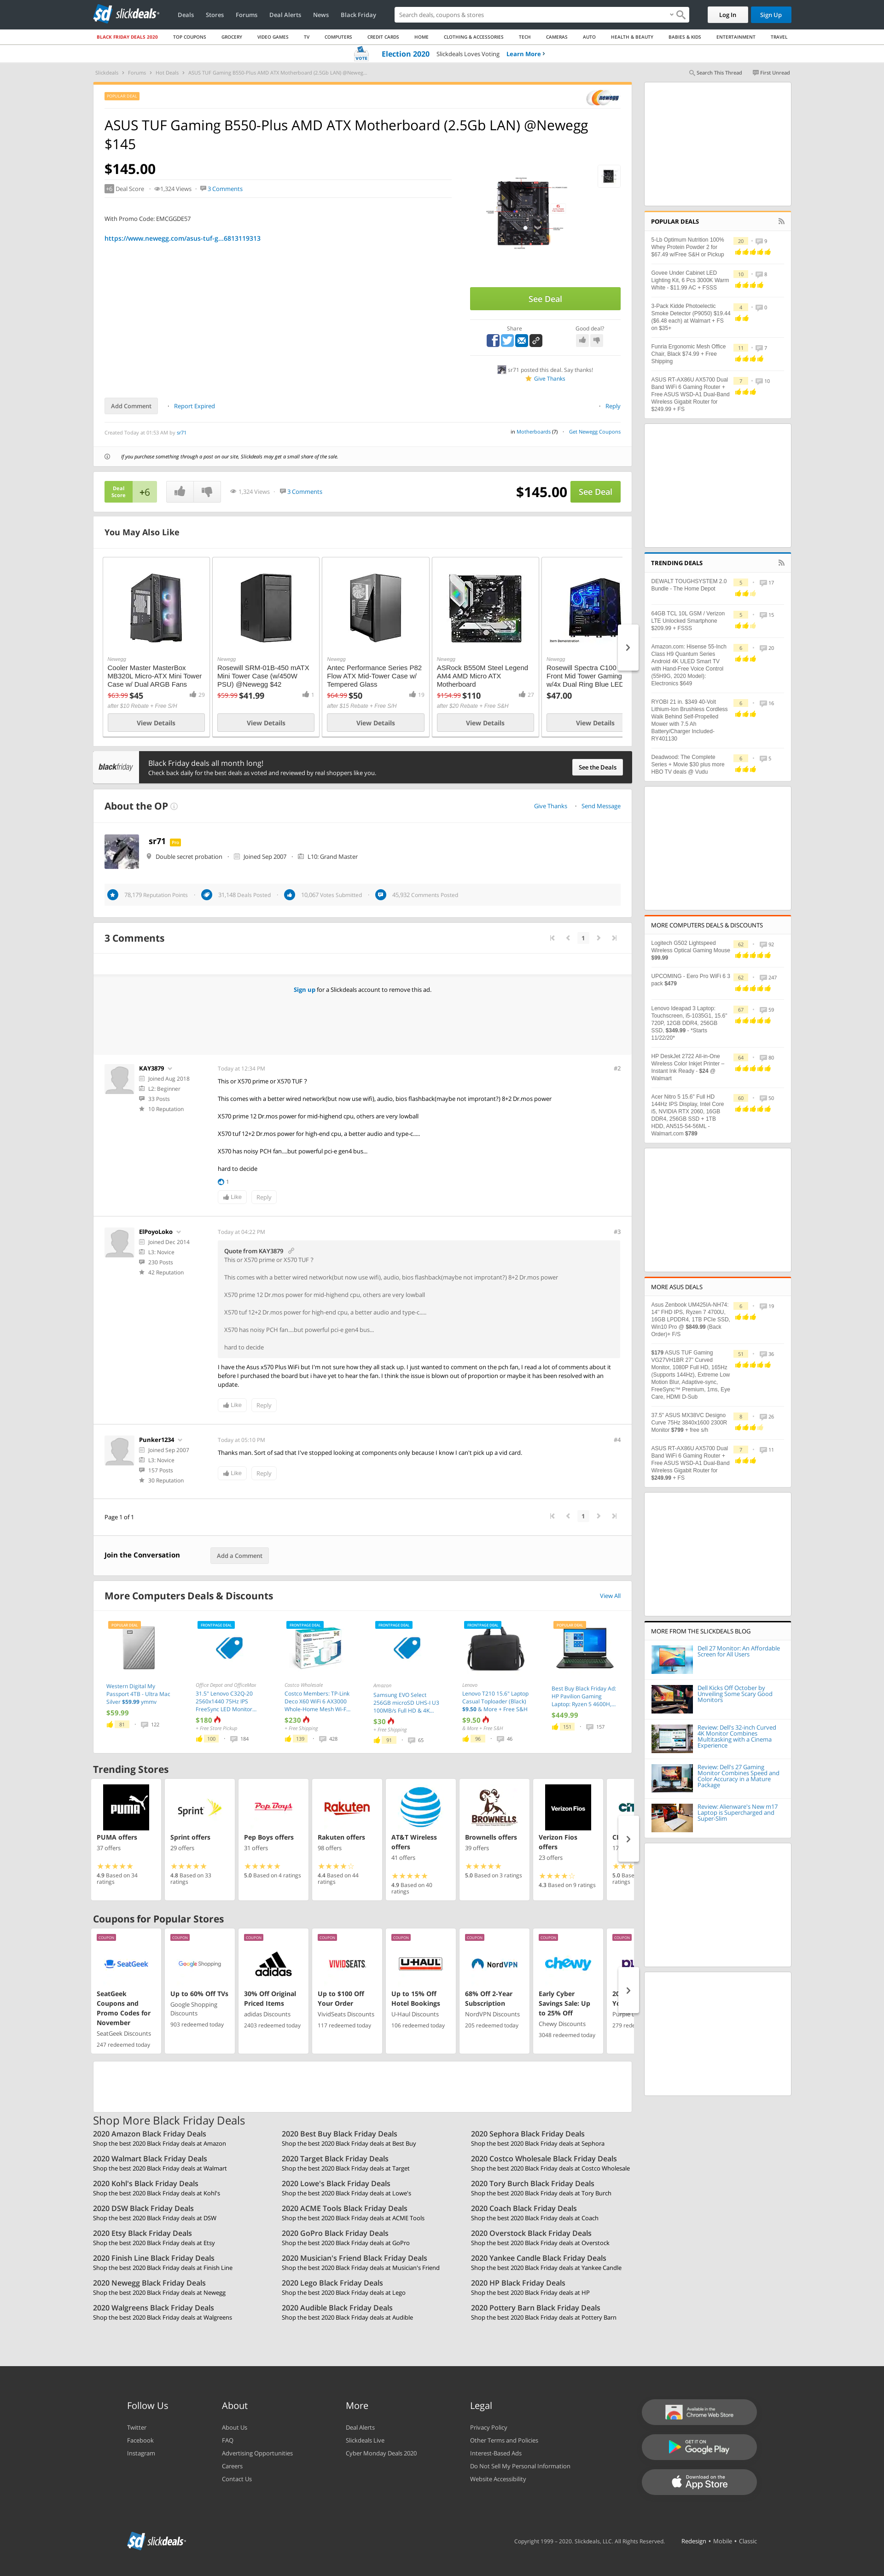 slickdeals
Deals
Stores
Forums
Deal Alerts
News
Black Friday
Search deals, coupons & stores
Log In
Sign Up
BLACK FRIDAY DEALS 2020
TOP COUPONS
GROCERY
VIDEO GAMES
TV
COMPUTERS
CREDIT CARDS
HOME
CLOTHING & ACCESSORIES
TECH
CAMERAS
AUTO
HEALTH & BEAUTY
BABIES & KIDS
ENTERTAINMENT
TRAVEL
VOTE
Election 2020
Slickdeals Loves Voting
Learn More
Slickdeals
Forums
Hot Deals
ASUS TUF Gaming B550-Plus AMD ATX Motherboard (2.5Gb LAN) @Neweg...
Search This Thread
First Unread
POPULAR DEAL
newegg
ASUS TUF Gaming B550-Plus AMD ATX Motherboard (2.5Gb LAN) @Newegg
$145
$145.00
+6 Deal Score
1,324 Views
3 Comments
With Promo Code: EMCGGDE57
https://www.newegg.com/asus-tuf-g...6813119313
See Deal
Share
Good deal?
sr71 posted this deal. Say thanks!
Give Thanks
Add Comment
Report Expired
Reply
Created Today at 01:53 AM by sr71
in Motherboards (7)
Get Newegg Coupons
If you purchase something through a post on our site, Slickdeals may get a small share of the sale.
Deal
Score
+6
1,324 Views
3 Comments
$145.00
See Deal
You May Also Like
Newegg
Cooler Master MasterBox
MB320L Micro-ATX Mini Tower
Case w/ Dual ARGB Fans
$63.99 $45
29
after $10 Rebate + Free S/H
View Details
Newegg
Rosewill SRM-01B-450 mATX
Mini Tower Case (w/450W
PSU) @Newegg $42
$59.99 $41.99
1
View Details
Newegg
Antec Performance Series P82
Flow ATX Mid-Tower Case w/
Tempered Glass
$64.99 $50
19
after $15 Rebate + Free S/H
View Details
Newegg
ASRock B550M Steel Legend
AM4 AMD Micro ATX
Motherboard
$154.99 $110
27
after $20 Rebate + Free S&H
View Details
Newegg
Rosewill Spectra C100
Front Mid Tower Gaming
w/4x Dual Ring Blue LED
$47.00
View Details
blackfriday
Black Friday deals all month long!
Check back daily for the best deals as voted and reviewed by real shoppers like you.
See the Deals
About the OP
Give Thanks
Send Message
sr71
Pro
Double secret probation
Joined Sep 2007
L10: Grand Master
78,179 Reputation Points
31,148 Deals Posted
10,067 Votes Submitted
45,932 Comments Posted
3 Comments
1
Sign up for a Slickdeals account to remove this ad.
KAY3879
Joined Aug 2018
L2: Beginner
33 Posts
10 Reputation
Today at 12:34 PM
#2
This or X570 prime or X570 TUF ?
This comes with a better wired network(but now use wifi), audio, bios flashback(maybe not improtant?) 8+2 Dr.mos power
X570 prime 12 Dr.mos power for mid-highend cpu, others are very lowball
X570 tuf 12+2 Dr.mos power for high-end cpu, a better audio and type-c.....
X570 has noisy PCH fan....but powerful pci-e gen4 bus...
hard to decide
1
Like
Reply
ElPoyoLoko
Joined Dec 2014
L3: Novice
230 Posts
42 Reputation
Today at 04:22 PM
#3
Quote from KAY3879
This or X570 prime or X570 TUF ?
This comes with a better wired network(but now use wifi), audio, bios flashback(maybe not improtant?) 8+2 Dr.mos power
X570 prime 12 Dr.mos power for mid-highend cpu, others are very lowball
X570 tuf 12+2 Dr.mos power for high-end cpu, a better audio and type-c.....
X570 has noisy PCH fan....but powerful pci-e gen4 bus...
hard to decide
I have the Asus x570 Plus WiFi but I'm not sure how they all stack up. I just wanted to comment on the pch fan, I read a lot of comments about it
before I purchased the board but i have yet to hear the fan. I think the issue is blown out of proportion or maybe it has been resolved with an
update.
Like
Reply
Punker1234
Joined Sep 2007
L3: Novice
157 Posts
30 Reputation
Today at 05:10 PM
#4
Thanks man. Sort of sad that I've stopped looking at components only because I know I can't pick up a vid card.
Like
Reply
Page 1 of 1
1
Join the Conversation
Add a Comment
More Computers Deals & Discounts
View All
POPULAR DEAL
Western Digital My
Passport 4TB - Ultra Mac
Silver $59.99 ymmv
$59.99
81
122
FRONTPAGE DEAL
Office Depot and OfficeMax
31.5" Lenovo C32Q-20
2560x1440 75Hz IPS
FreeSync LED Monitor...
$180
+ Free Store Pickup
100
184
FRONTPAGE DEAL
Costco Wholesale
Costco Members: TP-Link
Deco X60 WiFi 6 AX3000
Whole-Home Mesh Wi-F...
$230
+ Free Shipping
139
428
FRONTPAGE DEAL
Amazon
Samsung EVO Select
256GB microSD UHS-I U3
100MB/s Full HD & 4K...
$30
+ Free Shipping
91
65
FRONTPAGE DEAL
Lenovo
Lenovo T210 15.6" Laptop
Casual Toploader (Black)
$9.50 & More + Free S&H
$9.50
& More + Free S&H
96
46
POPULAR DEAL
Best Buy Black Friday Ad:
HP Pavilion Gaming
Laptop: Ryzen 5 4600H,...
$449.99
151
157
Trending Stores
PUMA
PUMA offers
37 offers
4.9 Based on 34
ratings
Sprint
Sprint offers
29 offers
4.8 Based on 33
ratings
Pep Boys
Pep Boys offers
31 offers
5.0 Based on 4 ratings
Rakuten
Rakuten offers
98 offers
4.4 Based on 44
ratings
AT&T Wireless
offers
41 offers
4.9 Based on 40
ratings
BROWNELLS
Brownells offers
39 offers
5.0 Based on 3 ratings
Verizon Fios
Verizon Fios
offers
23 offers
4.3 Based on 9 ratings
5.0 Base
ratings
Coupons for Popular Stores
COUPON
SeatGeek
SeatGeek
Coupons and
Promo Codes for
November
SeatGeek Discounts
247 redeemed today
COUPON
Google Shopping
Up to 60% Off TVs
Google Shopping
Discounts
903 redeemed today
COUPON
adidas
30% Off Original
Priced Items
adidas Discounts
2403 redeemed today
COUPON
VIVIDSEATS
Up to $100 Off
Your Order
VividSeats Discounts
117 redeemed today
COUPON
U-HAUL
Up to 15% Off
Hotel Bookings
U-Haul Discounts
106 redeemed today
COUPON
NordVPN
68% Off 2-Year
Subscription
NordVPN Discounts
205 redeemed today
COUPON
chewy
Early Cyber
Savings Sale: Up
to 25% Off
Chewy Discounts
3048 redeemed today
COUPON
Purple
279 rede
Shop More Black Friday Deals
2020 Amazon Black Friday Deals
Shop the best 2020 Black Friday deals at Amazon
2020 Best Buy Black Friday Deals
Shop the best 2020 Black Friday deals at Best Buy
2020 Sephora Black Friday Deals
Shop the best 2020 Black Friday deals at Sephora
2020 Walmart Black Friday Deals
Shop the best 2020 Black Friday deals at Walmart
2020 Target Black Friday Deals
Shop the best 2020 Black Friday deals at Target
2020 Costco Wholesale Black Friday Deals
Shop the best 2020 Black Friday deals at Costco Wholesale
2020 Kohl's Black Friday Deals
Shop the best 2020 Black Friday deals at Kohl's
2020 Lowe's Black Friday Deals
Shop the best 2020 Black Friday deals at Lowe's
2020 Tory Burch Black Friday Deals
Shop the best 2020 Black Friday deals at Tory Burch
2020 DSW Black Friday Deals
Shop the best 2020 Black Friday deals at DSW
2020 ACME Tools Black Friday Deals
Shop the best 2020 Black Friday deals at ACME Tools
2020 Coach Black Friday Deals
Shop the best 2020 Black Friday deals at Coach
2020 Etsy Black Friday Deals
Shop the best 2020 Black Friday deals at Etsy
2020 GoPro Black Friday Deals
Shop the best 2020 Black Friday deals at GoPro
2020 Overstock Black Friday Deals
Shop the best 2020 Black Friday deals at Overstock
2020 Finish Line Black Friday Deals
Shop the best 2020 Black Friday deals at Finish Line
2020 Musician's Friend Black Friday Deals
Shop the best 2020 Black Friday deals at Musician's Friend
2020 Yankee Candle Black Friday Deals
Shop the best 2020 Black Friday deals at Yankee Candle
2020 Newegg Black Friday Deals
Shop the best 2020 Black Friday deals at Newegg
2020 Lego Black Friday Deals
Shop the best 2020 Black Friday deals at Lego
2020 HP Black Friday Deals
Shop the best 2020 Black Friday deals at HP
2020 Walgreens Black Friday Deals
Shop the best 2020 Black Friday deals at Walgreens
2020 Audible Black Friday Deals
Shop the best 2020 Black Friday deals at Audible
2020 Pottery Barn Black Friday Deals
Shop the best 2020 Black Friday deals at Pottery Barn
POPULAR DEALS
5-Lb Optimum Nutrition 100%
Whey Protein Powder 2 for
$67.49 w/Free S&H or Pickup
20
9
Govee Under Cabinet LED
Lighting Kit, 6 Pcs 3000K Warm
White - $11.99 AC + FSSS
10
8
3-Pack Kidde Photoelectic
Smoke Detector (P9050) $19.44
($6.48 each) at Walmart + FS
on $35+
4
0
Funria Ergonomic Mesh Office
Chair, Black $74.99 + Free
Shipping
11
7
ASUS RT-AX86U AX5700 Dual
Band WiFi 6 Gaming Router +
Free ASUS WSD-A1 Dual-Band
Wireless Gigabit Router for
$249.99 + FS
7
10
TRENDING DEALS
DEWALT TOUGHSYSTEM 2.0
Bundle - The Home Depot
5
17
64GB TCL 10L GSM / Verizon
LTE Unlocked Smartphone
$209.99 + FSSS
5
15
Amazon.com: Hisense 55-Inch
Class H9 Quantum Series
Android 4K ULED Smart TV
with Hand-Free Voice Control
(55H9G, 2020 Model):
Electronics $649
6
20
RYOBI 21 in. $349 40-Volt
Lithium-Ion Brushless Cordless
Walk Behind Self-Propelled
Mower with 7.5 Ah
Battery/Charger Included-
RY401130
6
16
Deadwood: The Complete
Series + Movie $30 plus more
HBO TV deals @ Vudu
6
5
MORE COMPUTERS DEALS & DISCOUNTS
Logitech G502 Lightspeed
Wireless Optical Gaming Mouse
$99.99
62
92
UPCOMING - Eero Pro WiFi 6 3
pack $479
62
247
Lenovo Ideapad 3 Laptop:
Touchscreen, i5-1035G1, 15.6"
720P, 12GB DDR4, 256GB
SSD, $349.99 - *Starts
11/22/20*
67
59
HP DeskJet 2722 All-in-One
Wireless Color Inkjet Printer –
Instant Ink Ready - $24 @
Walmart
64
80
Acer Nitro 5 15.6" Full HD
144Hz IPS Display, Intel Core
i5, NVIDIA RTX 2060, 16GB
DDR4, 256GB SSD + 1TB
HDD, AN515-54-56ML -
Walmart.com $799
60
50
MORE ASUS DEALS
Asus Zenbook UM425IA-NH74:
14'' FHD IPS, Ryzen 7 4700U,
16GB LPDDR4, 1TB PCIe SSD,
Win10 Pro @ $849.99 (Back
Order)+ F/S
6
19
$179 ASUS TUF Gaming
VG27VH1BR 27" Curved
Monitor, 1080P Full HD, 165Hz
(Supports 144Hz), Extreme Low
Motion Blur, Adaptive-sync,
FreeSync™ Premium, 1ms, Eye
Care, HDMI D-Sub
51
36
37.5" ASUS MX38VC Designo
Curve 75Hz 3840x1600 2300R
Monitor $799 + free s/h
8
26
ASUS RT-AX86U AX5700 Dual
Band WiFi 6 Gaming Router +
Free ASUS WSD-A1 Dual-Band
Wireless Gigabit Router for
$249.99 + FS
7
11
MORE FROM THE SLICKDEALS BLOG
Dell 27 Monitor: An Affordable
Screen for All Users
Dell Kicks Off October by
Unveiling Some Scary Good
Monitors
Review: Dell's 32-inch Curved
4K Monitor Combines
Multitasking with a Cinema
Experience
Review: Dell's 27 Gaming
Monitor Combines Speed and
Color Accuracy in a Mature
Package
Review: Alienware's New m17
Laptop is Supercharged and
Super-Slim
Follow Us
Twitter
Facebook
Instagram
About
About Us
FAQ
Advertising Opportunities
Careers
Contact Us
More
Deal Alerts
Slickdeals Live
Cyber Monday Deals 2020
Legal
Privacy Policy
Other Terms and Policies
Interest-Based Ads
Do Not Sell My Personal Information
Website Accessibility
Available in the
Chrome Web Store
GET IT ON
Google Play
Download on the
App Store
slickdeals
Copyright 1999 – 2020. Slickdeals, LLC. All Rights Reserved.
Redesign • Mobile • Classic